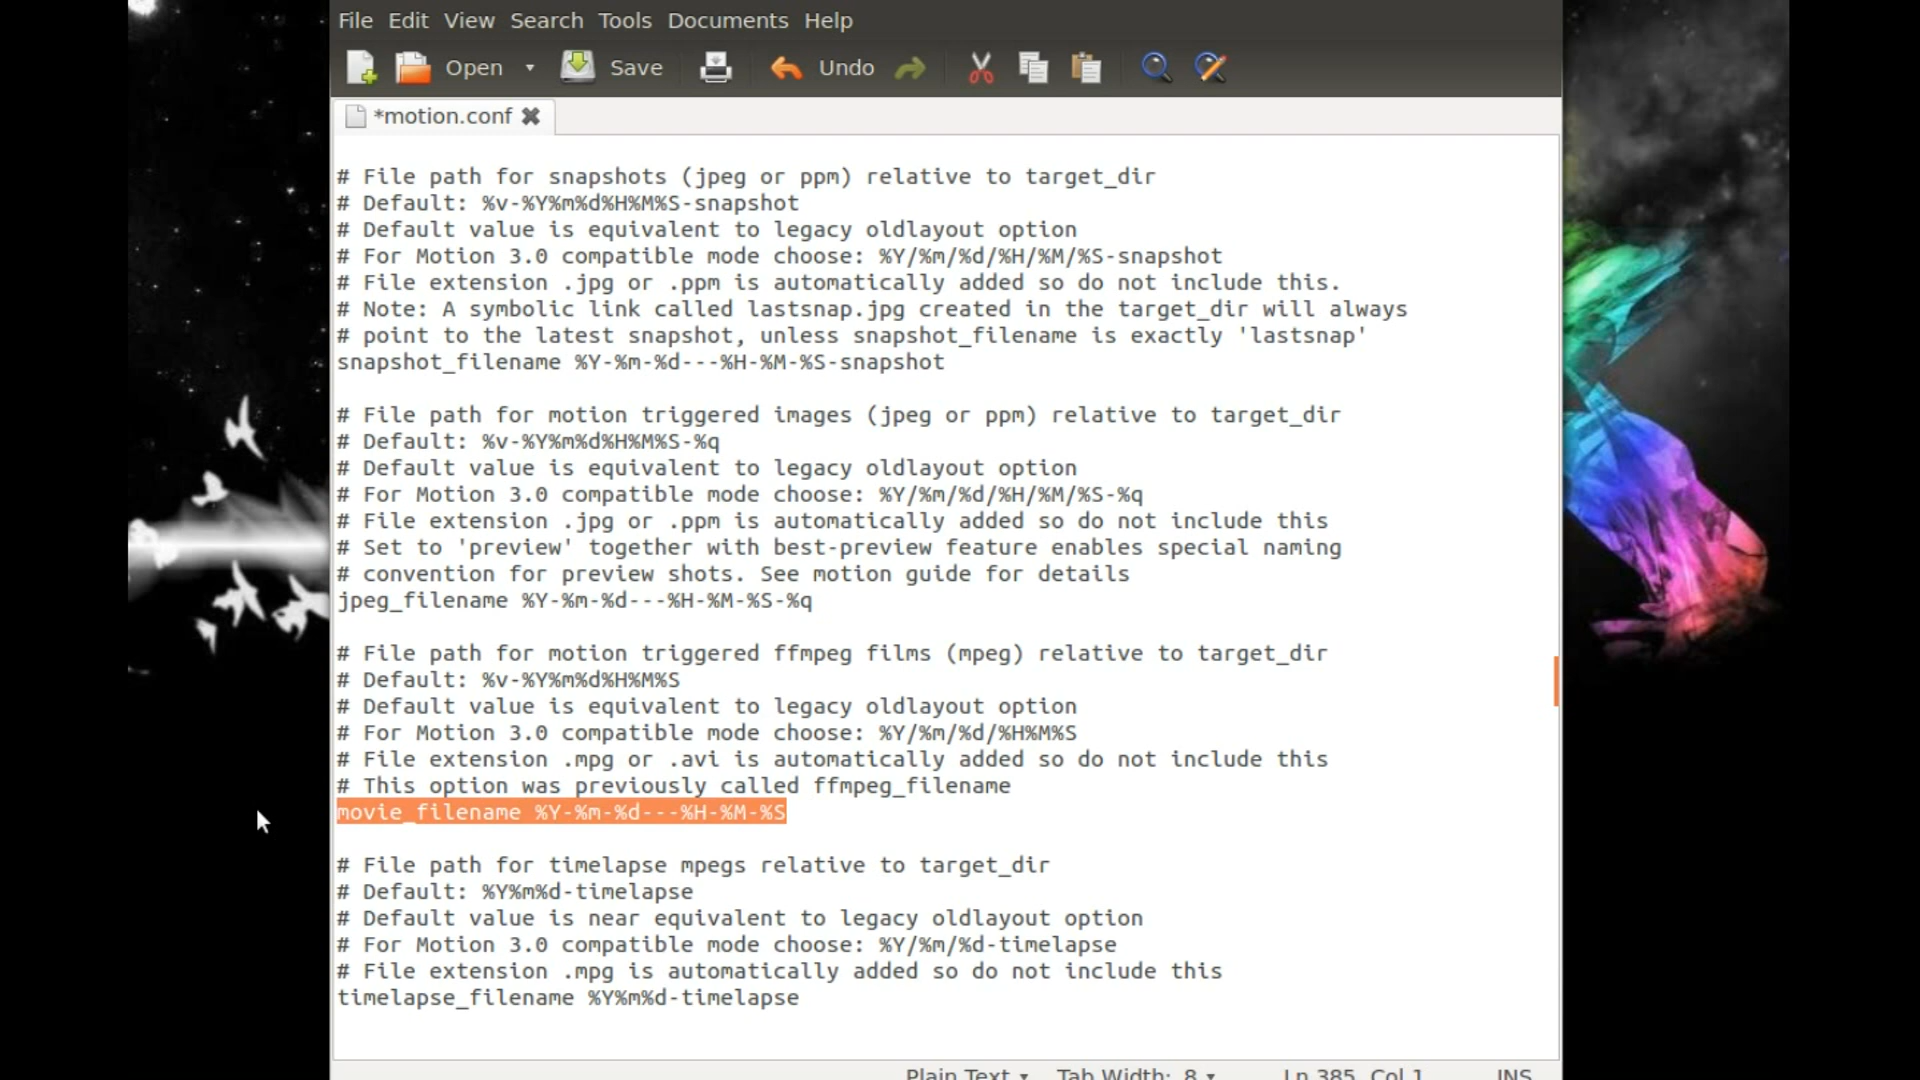 File Edit View Search Tools Documents Help
Open Save Undo
*motion.conf
# File path for snapshots (jpeg or ppm) relative to target_dir
# Default: %v-%Y%m%d%H%M%S-snapshot
# Default value is equivalent to legacy oldlayout option
# For Motion 3.0 compatible mode choose: %Y/%m/%d/%H/%M/%S-snapshot
# File extension .jpg or .ppm is automatically added so do not include this.
# Note: A symbolic link called lastsnap.jpg created in the target_dir will always
# point to the latest snapshot, unless snapshot_filename is exactly 'lastsnap'
snapshot_filename %Y-%m-%d---%H-%M-%S-snapshot
# File path for motion triggered images (jpeg or ppm) relative to target_dir
# Default: %v-%Y%m%d%H%M%S-%q
# Default value is equivalent to legacy oldlayout option
# For Motion 3.0 compatible mode choose: %Y/%m/%d/%H/%M/%S-%q
# File extension .jpg or .ppm is automatically added so do not include this
# Set to 'preview' together with best-preview feature enables special naming
# convention for preview shots. See motion guide for details
jpeg_filename %Y-%m-%d---%H-%M-%S-%q
# File path for motion triggered ffmpeg films (mpeg) relative to target_dir
# Default: %v-%Y%m%d%H%M%S
# Default value is equivalent to legacy oldlayout option
# For Motion 3.0 compatible mode choose: %Y/%m/%d/%H%M%S
# File extension .mpg or .avi is automatically added so do not include this
# This option was previously called ffmpeg_filename
movie_filename %Y-%m-%d---%H-%M-%S
# File path for timelapse mpegs relative to target_dir
# Default: %Y%m%d-timelapse
# Default value is near equivalent to legacy oldlayout option
# For Motion 3.0 compatible mode choose: %Y/%m/%d-timelapse
# File extension .mpg is automatically added so do not include this
timelapse_filename %Y%m%d-timelapse
Plain Text Tab Width: 8 Ln 385, Col 1 INS